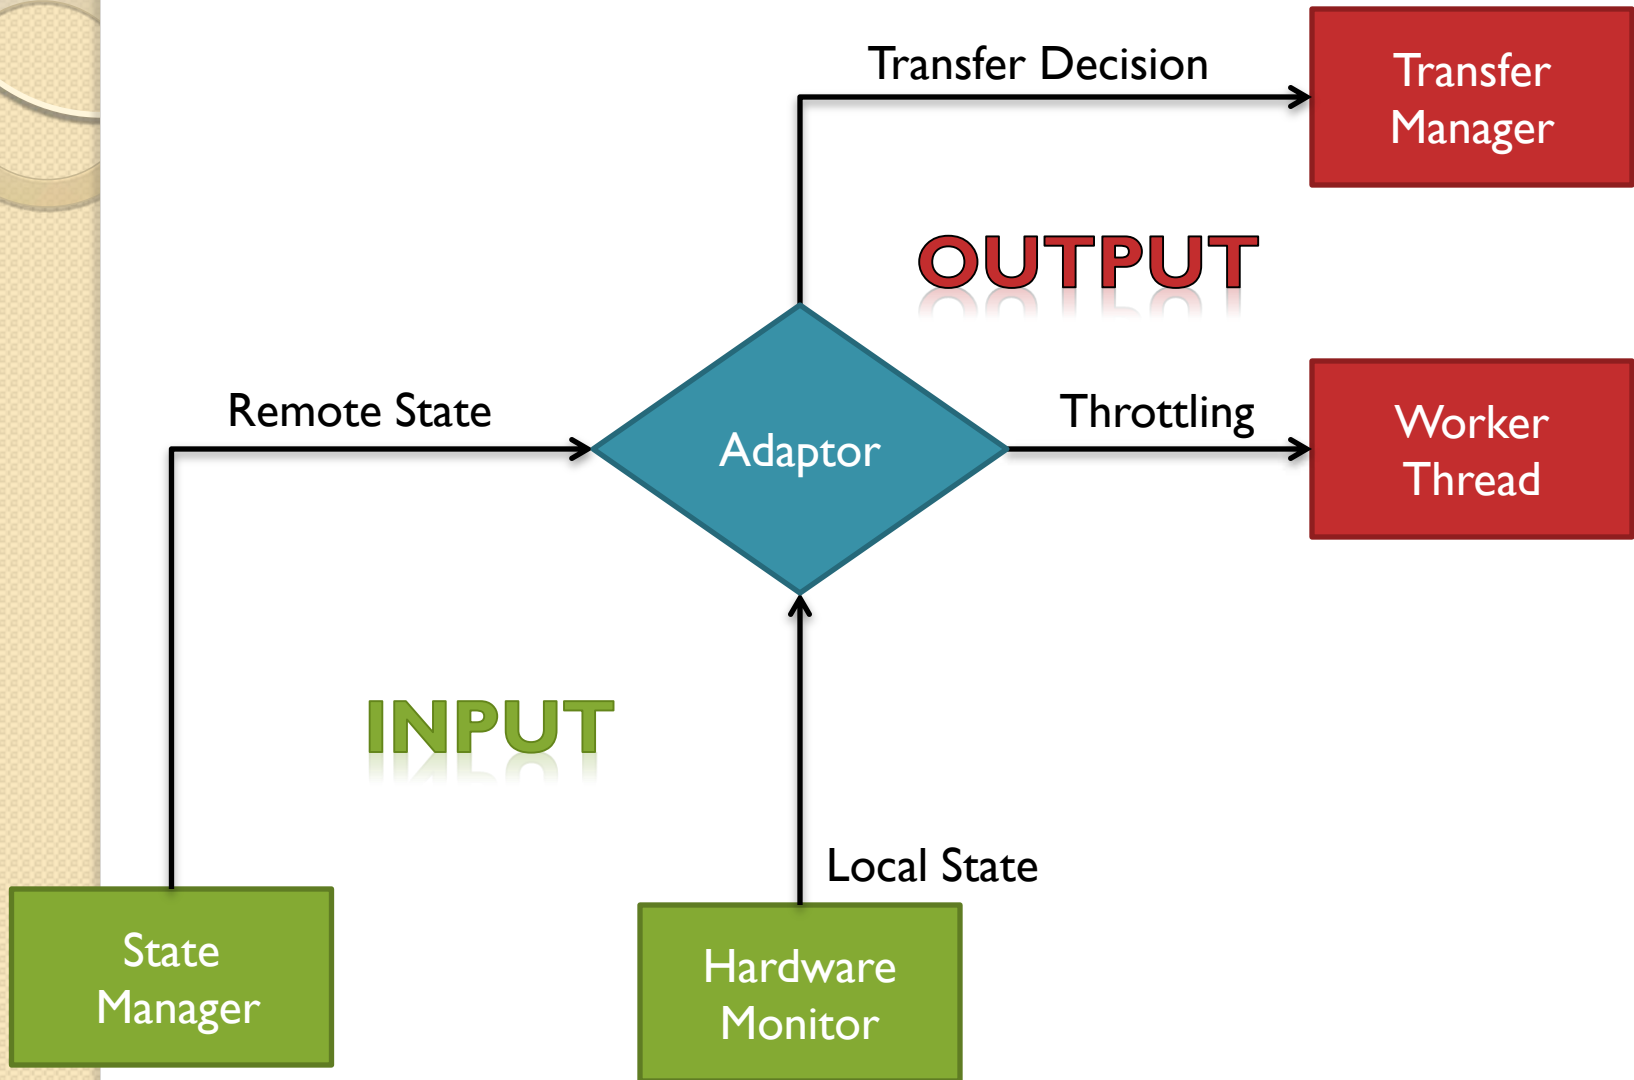 Transfer Decision
Transfer
Manager
OUTPUT
Remote State
Adaptor
Throttling
Worker
Thread
INPUT
Local State
State
Manager
Hardware
Monitor